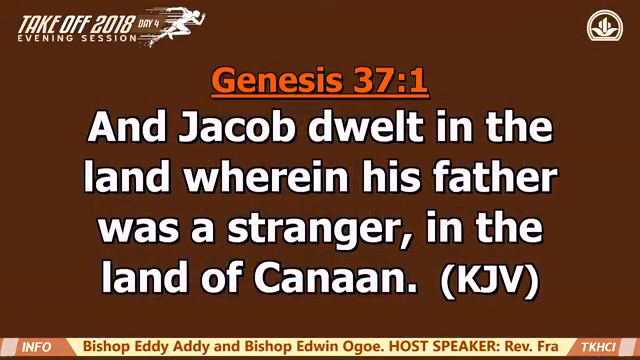 TAKE OFF 2018 DAY 4
EVENING SESSION
Genesis 37:1
And Jacob dwelt in the
land wherein his father
was a stranger, in the
land of Canaan. (KJV)
INFO Bishop Eddy Addy and Bishop Edwin Ogoe. HOST SPEAKER: Rev. Fra TKHCI